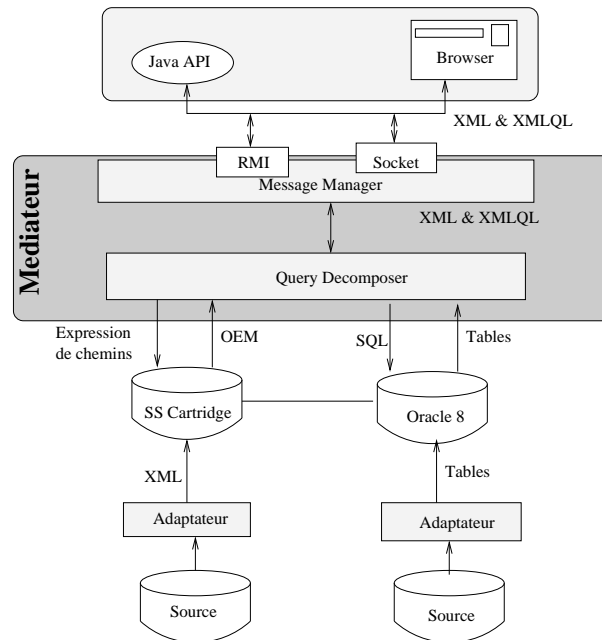 Java API
Browser
XML & XMLQL
RMI
Socket
Message Manager
XML & XMLQL
Mediateur
Query Decomposer
Expression
de chemins
OEM
SQL
Tables
SS Cartridge
Oracle 8
XML
Tables
Adaptateur
Adaptateur
Source
Source